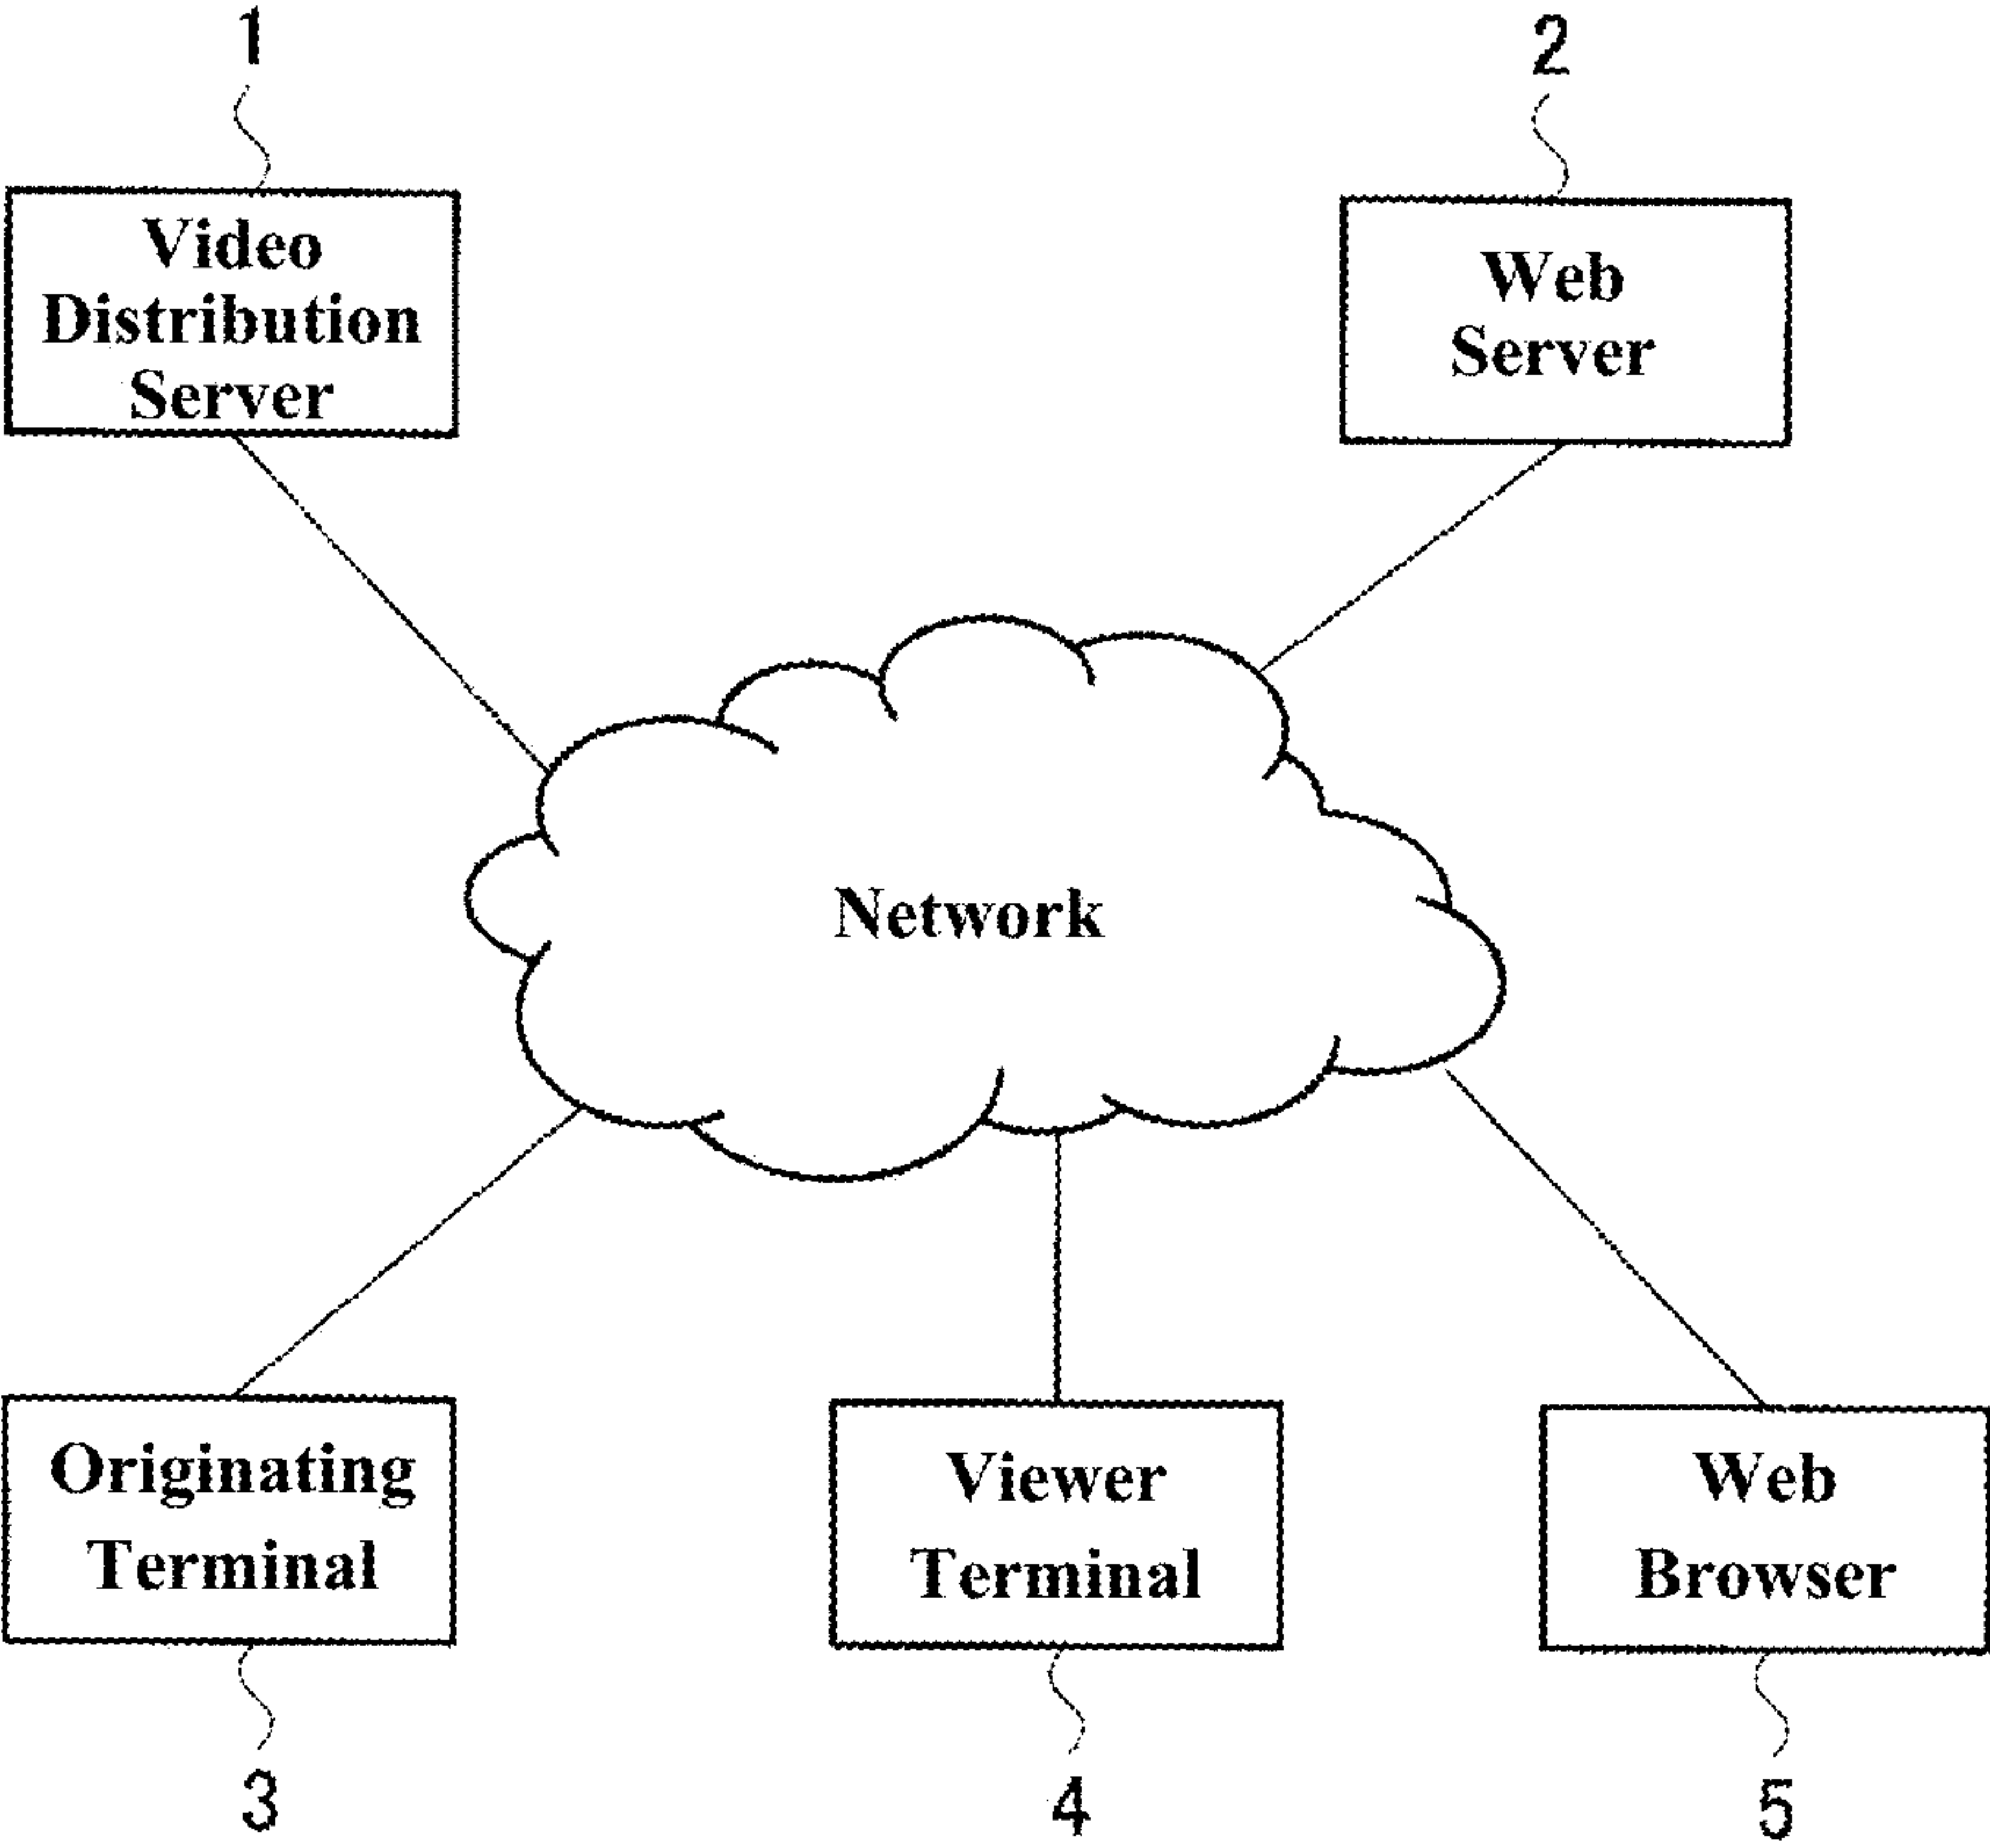 1
2
Video
Distribution
Server
Web
Server
Network
Originating
Terminal
Viewer
Terminal
Web
Browser
3
4
5